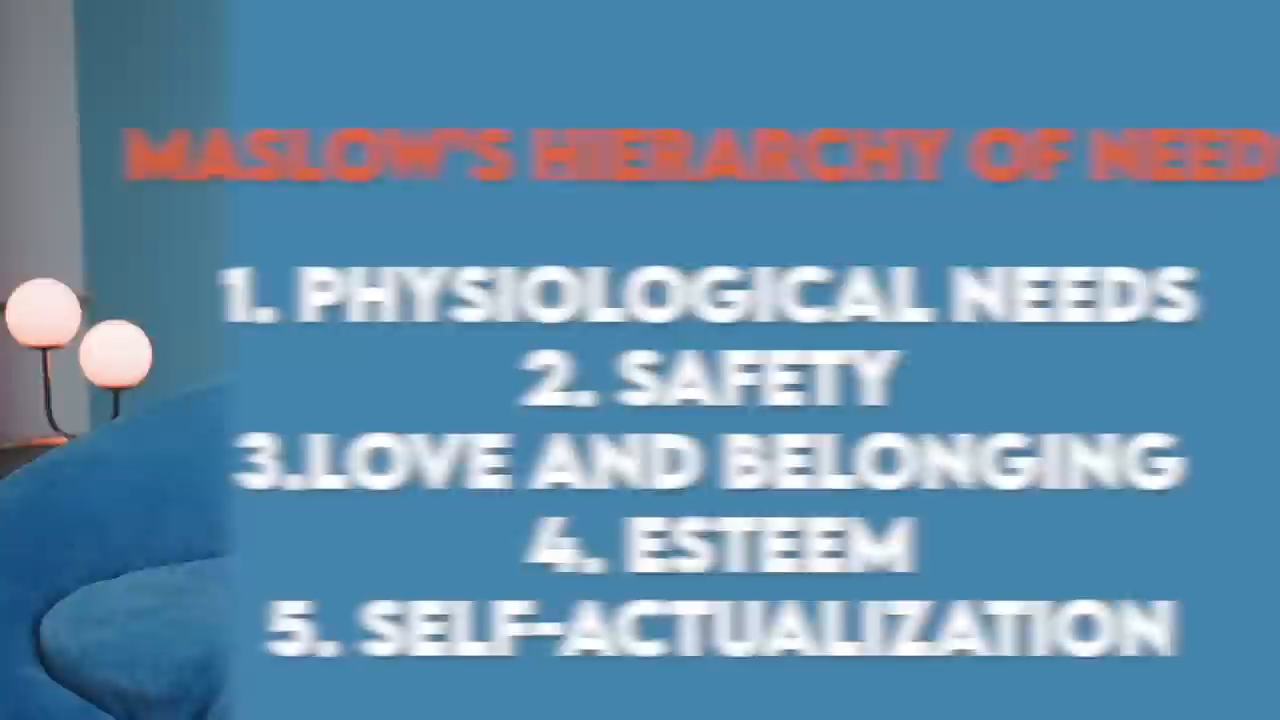 MASLOW'S HIERARCHY OF NEED
1. PHYSIOLOGICAL NEEDS
2. SAFETY
3.LOVE AND BELONGING
4. ESTEEM
5. SELF-ACTUALIZATION